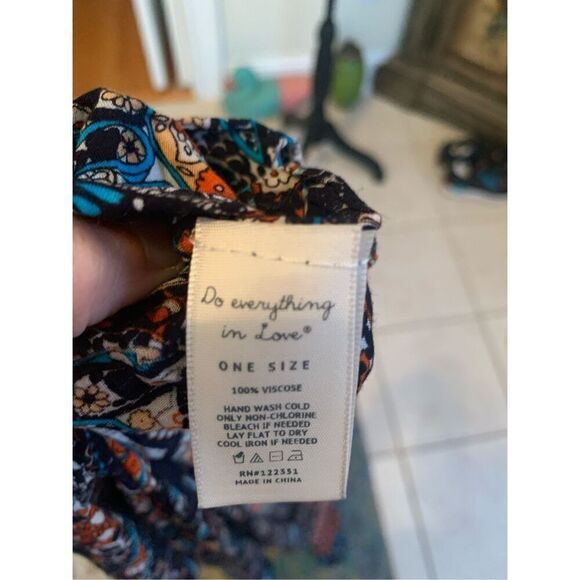 Do everything
in Love®
ONE SIZE
100% VISCOSE
HAND WASH COLD
ONLY NON-CHLORINE
BLEACH IF NEEDED
LAY FLAT TO DRY
COOL IRON IF NEEDED
RN#122351
MADE IN CHINA